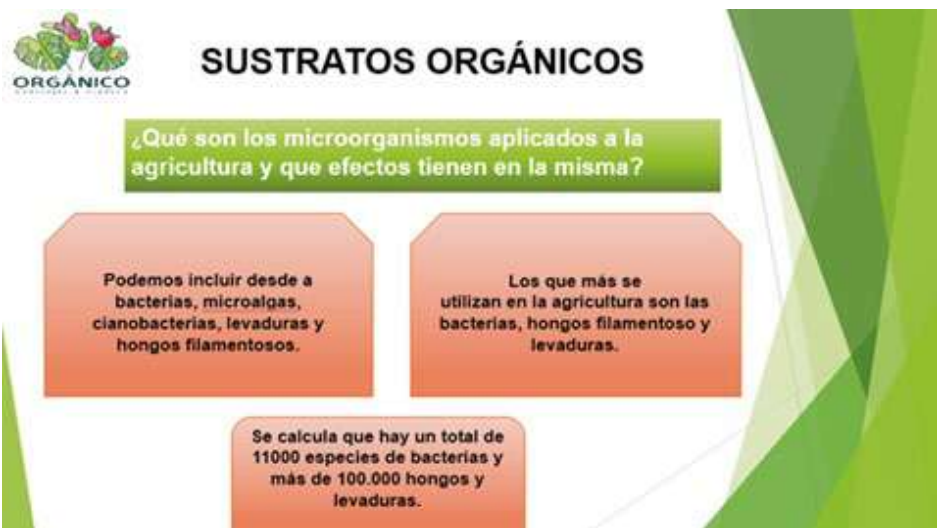 ORGÁNICO
SUSTRATOS ORGÁNICOS
¿Qué son los microorganismos aplicados a la
agricultura y que efectos tienen en la misma?
Podemos incluir desde a
bacterias, microalgas,
cianobacterias, levaduras y
hongos filamentosos.
Los que más se
utilizan en la agricultura son las
bacterias, hongos filamentoso y
levaduras.
Se calcula que hay un total de
11000 especies de bacterias y
más de 100.000 hongos y
levaduras.